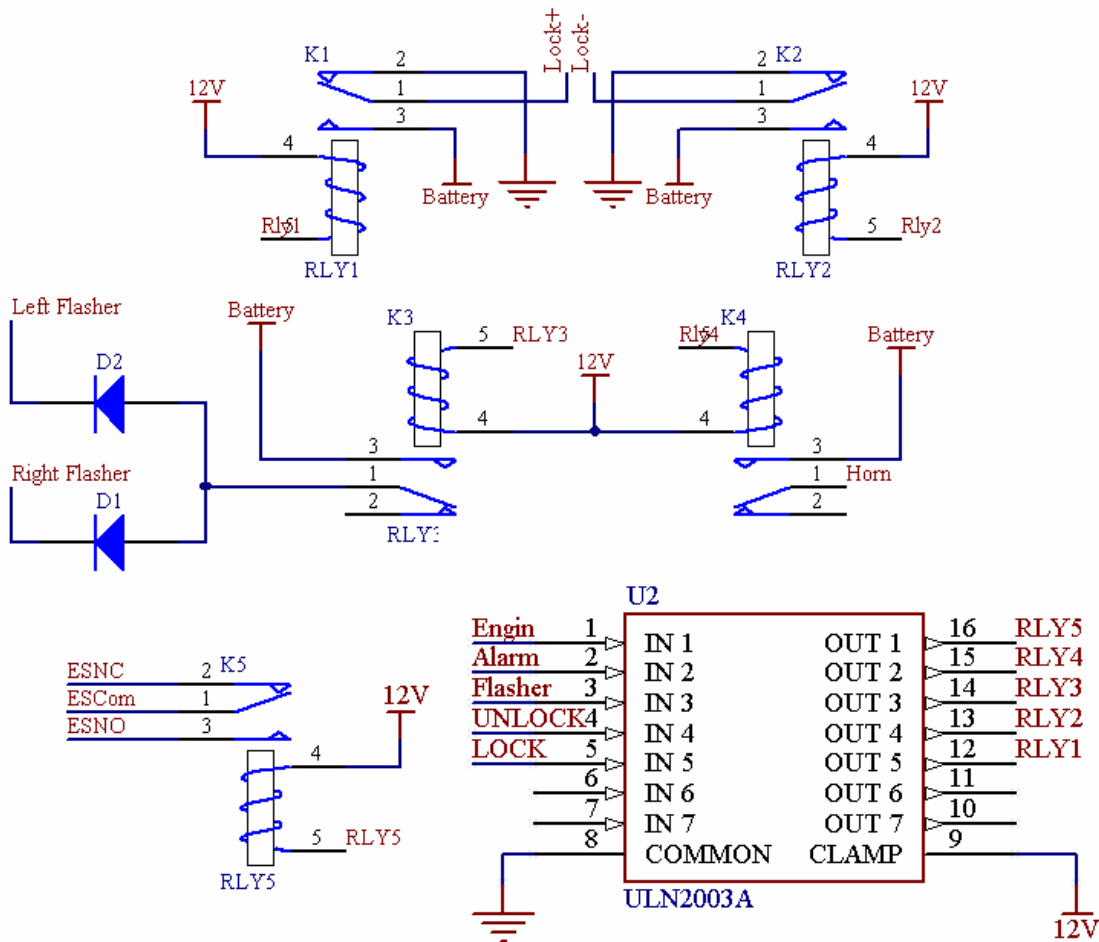 Lock+
Lock-
K1 2 2 K2
12V 1 1 12V
3 3
4 4
Battery Battery
Rly1 5 5 Rly2
RLY1 RLY2
Left Flasher Battery K3 5 RLY3 Rly4 5 K4 Battery
12V
D2
4 4
3 3
Right Flasher 1 1 Horn
D1 2 2
RLY3
U2
Engin 1 IN 1 OUT 1 16 RLY5
Alarm 2 IN 2 OUT 2 15 RLY4
Flasher 3 IN 3 OUT 3 14 RLY3
UNLOCK 4 IN 4 OUT 4 13 RLY2
LOCK 5 IN 5 OUT 5 12 RLY1
6 IN 6 OUT 6 11
7 IN 7 OUT 7 10
8 COMMON CLAMP 9
ULN2003A
12V
ESNC 2 K5
ESCom 1 12V
ESNO 3
4
5 RLY5
RLY5